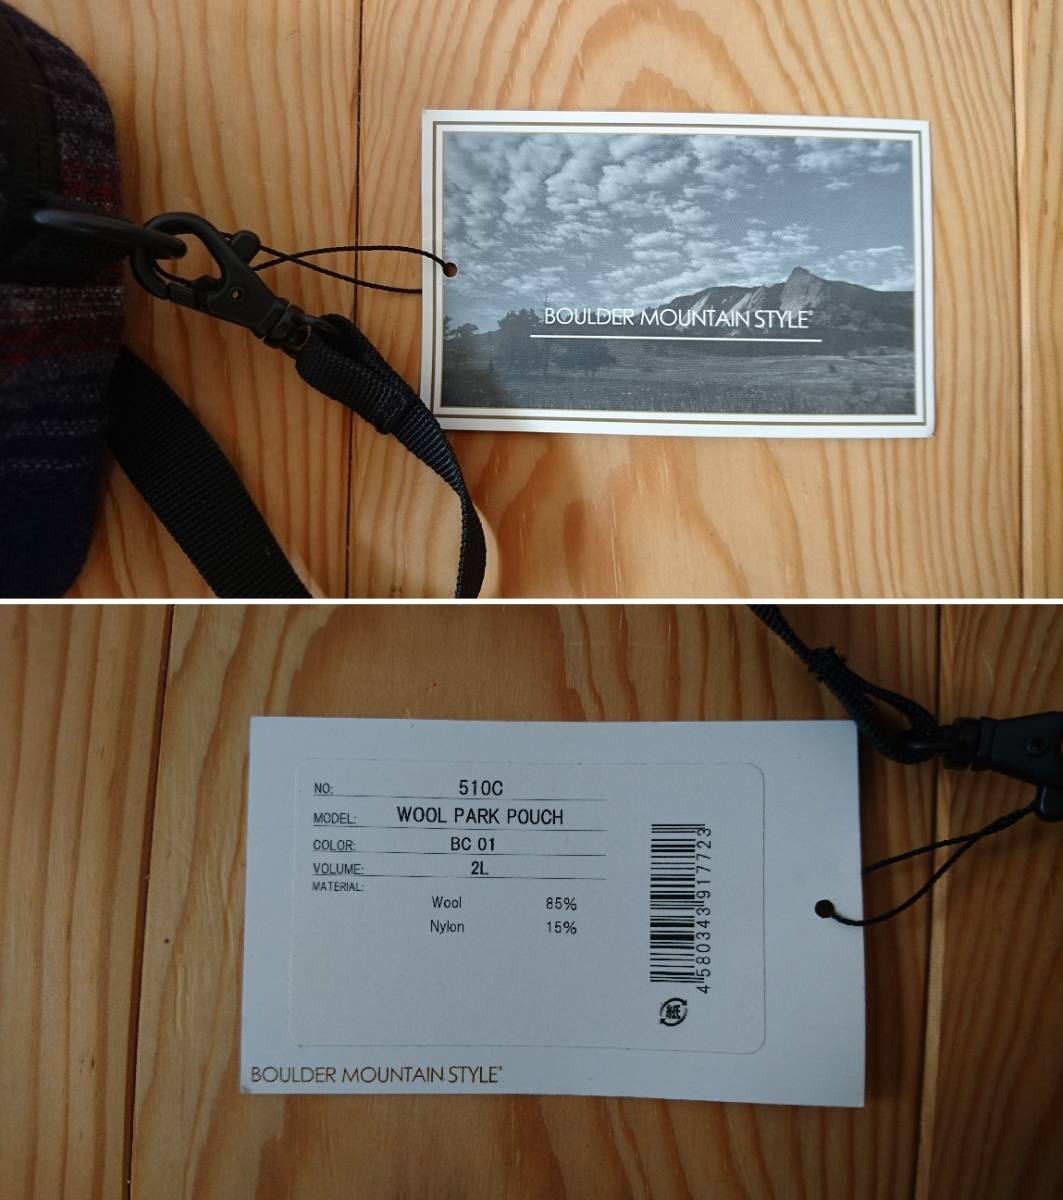 BOULDER MOUNTAIN STYLE®
NO: 510C
MODEL: WOOL PARK POUCH
COLOR: BC 01
VOLUME: 2L
MATERIAL:
Wool 85%
Nylon 15%
4580343917723
紙
BOULDER MOUNTAIN STYLE®